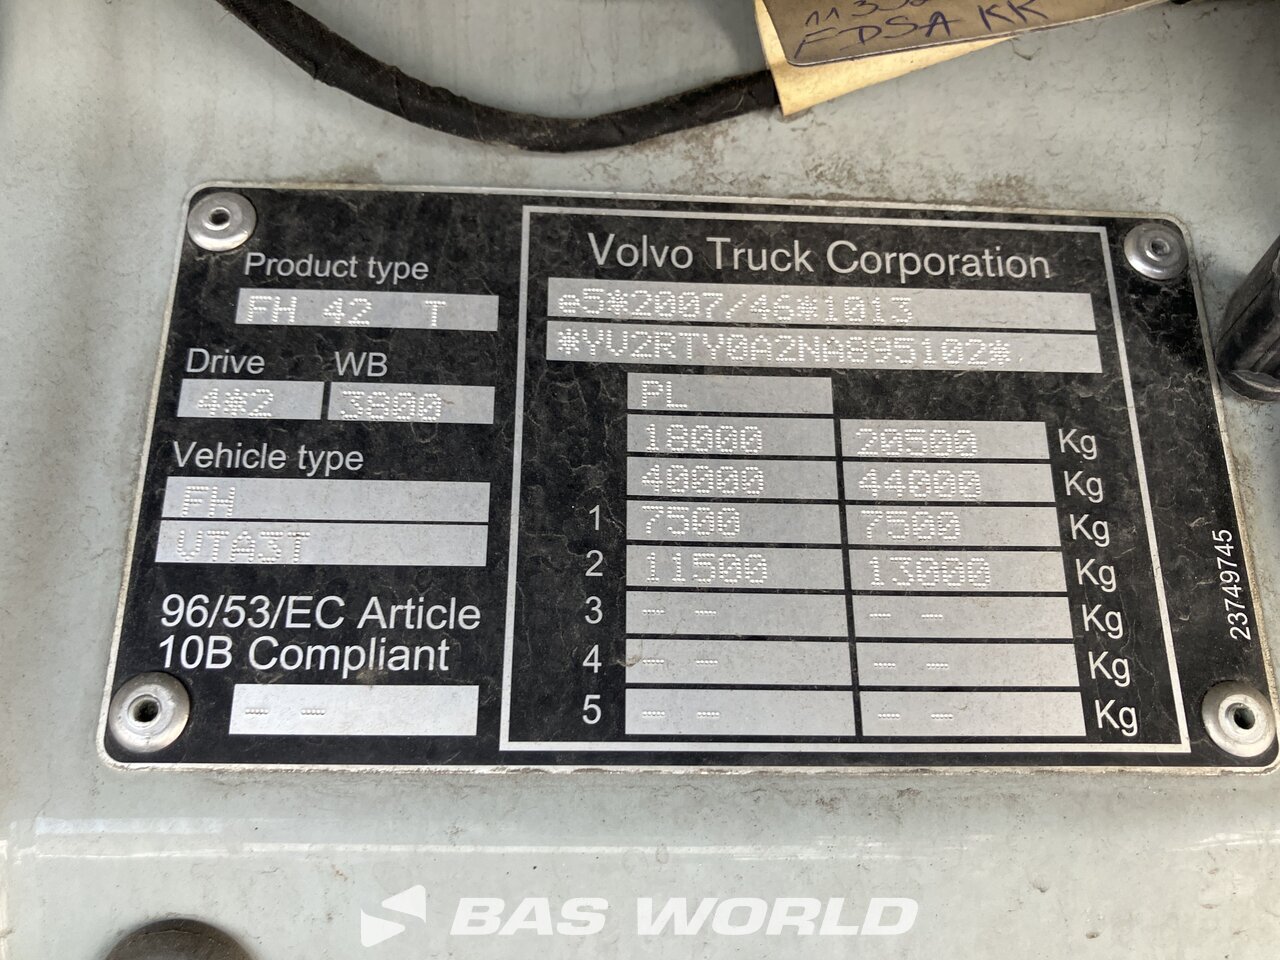 FDSA KK
Volvo Truck Corporation
Product type
FH 42 T
Drive WB
4*2 3800
Vehicle type
FH
VTA3T
96/53/EC Article
10B Compliant
-- --
e5*2007/46*1013
*YV2RTY0A2NA895102*
PL
18000 20500 Kg
40000 44000 Kg
1 7500 7500 Kg
2 11500 13000 Kg
3 -- -- -- -- Kg
4 -- -- -- -- Kg
5 -- -- -- -- Kg
23749745
BAS WORLD